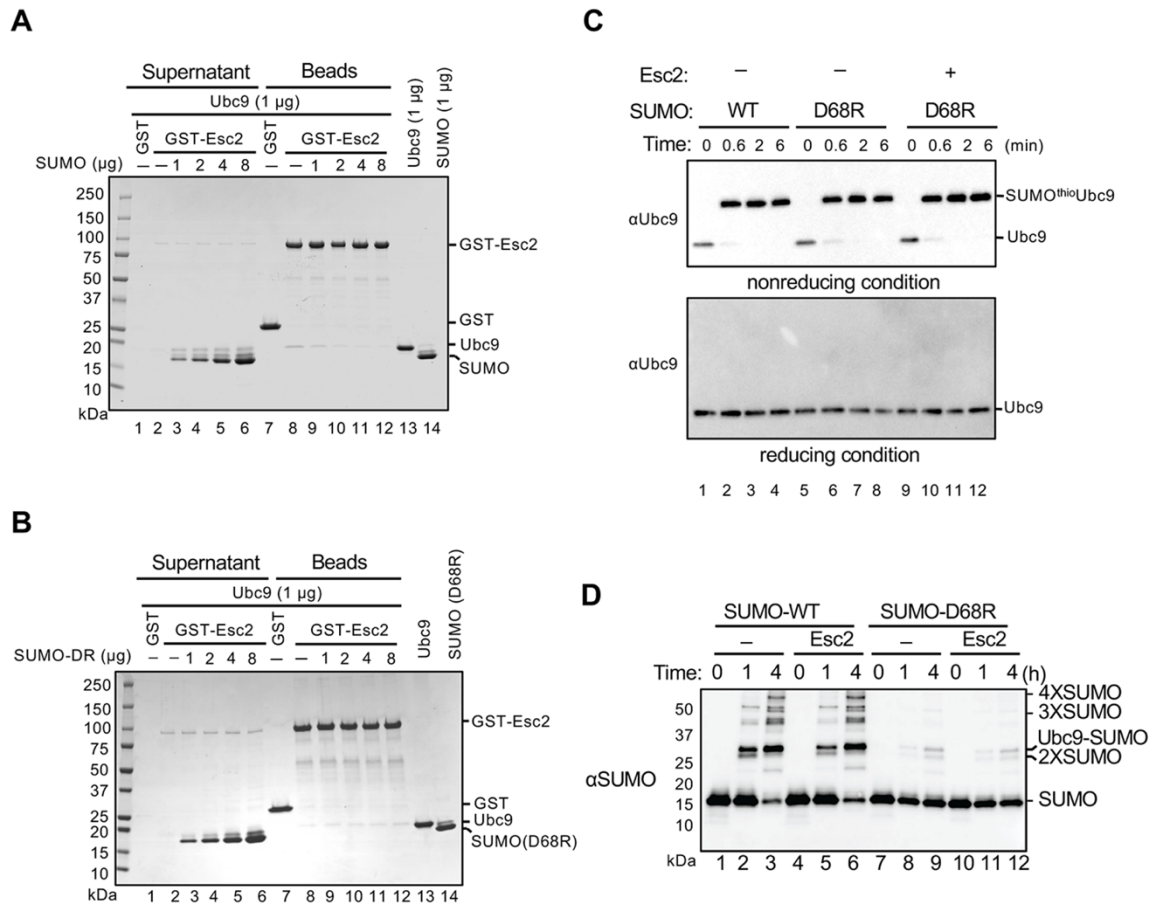 A
Supernatant Beads
Ubc9 (1 µg)
GST GST-Esc2 GST GST-Esc2 Ubc9 (1 µg) SUMO (1 µg)
SUMO (µg) – – 1 2 4 8 – – 1 2 4 8
250
150
100
75
50
37
25
20
15
10
kDa
GST-Esc2
GST
Ubc9
SUMO
1 2 3 4 5 6 7 8 9 10 11 12 13 14
B
Supernatant Beads
Ubc9 (1 µg)
GST GST-Esc2 GST GST-Esc2 Ubc9 SUMO (D68R)
SUMO-DR (µg) – – 1 2 4 8 – – 1 2 4 8
250
150
100
75
50
37
25
20
15
10
kDa
GST-Esc2
GST
Ubc9
SUMO(D68R)
1 2 3 4 5 6 7 8 9 10 11 12 13 14
C
Esc2: – – +
SUMO: WT D68R D68R
Time: 0 0.6 2 6 0 0.6 2 6 0 0.6 2 6 (min)
αUbc9
SUMOthioUbc9
Ubc9
nonreducing condition
αUbc9
Ubc9
reducing condition
1 2 3 4 5 6 7 8 9 10 11 12
D
SUMO-WT SUMO-D68R
– Esc2 – Esc2
Time: 0 1 4 0 1 4 0 1 4 0 1 4 (h)
50
37
25
20
15
10
kDa
αSUMO
4XSUMO
3XSUMO
Ubc9-SUMO
2XSUMO
SUMO
1 2 3 4 5 6 7 8 9 10 11 12